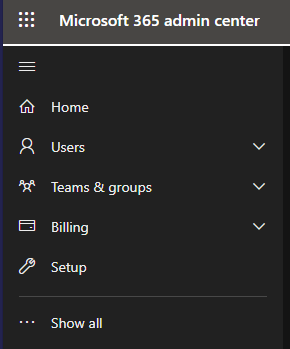 Microsoft 365 admin center
Home
Users
Teams & groups
Billing
Setup
Show all